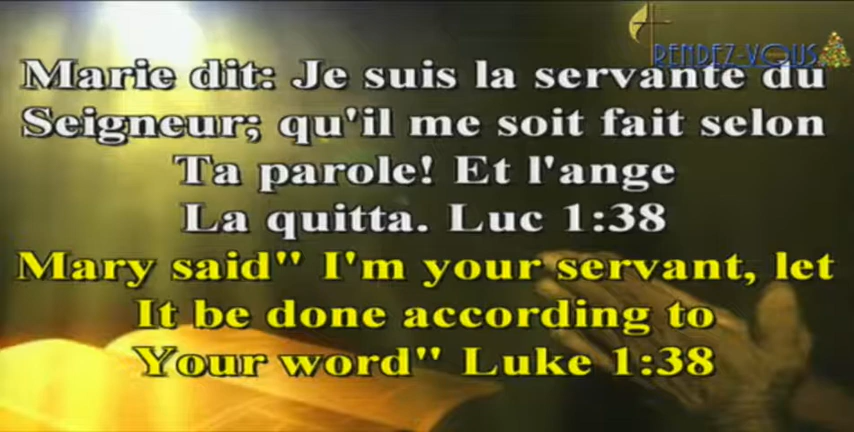 RENDEZ-VOUS
Marie dit: Je suis la servante du
Seigneur; qu'il me soit fait selon
Ta parole! Et l'ange
La quitta. Luc 1:38
Mary said" I'm your servant, let
It be done according to
Your word" Luke 1:38